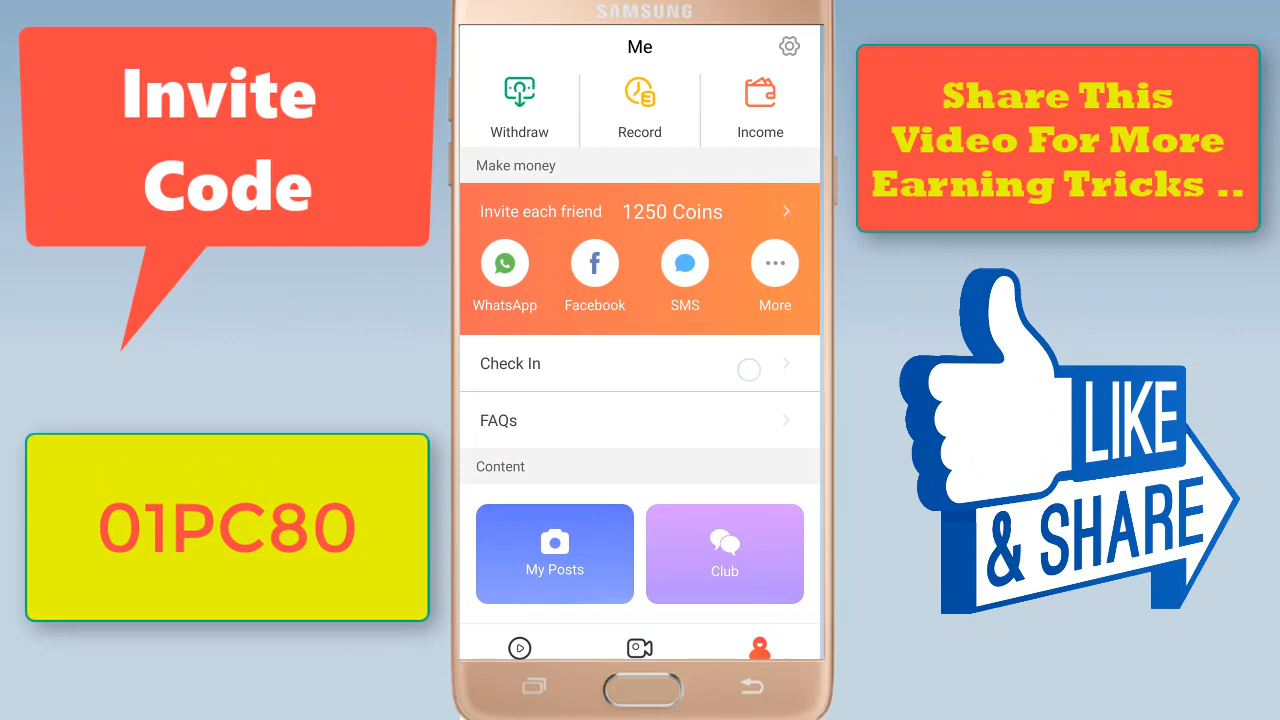 Invite
Code
01PC80
SAMSUNG
Me
Withdraw
Record
Income
Make money
Invite each friend 1250 Coins
WhatsApp
Facebook
SMS
More
Check In
FAQs
Content
My Posts
Club
Share This
Video For More
Earning Tricks ..
LIKE
& SHARE